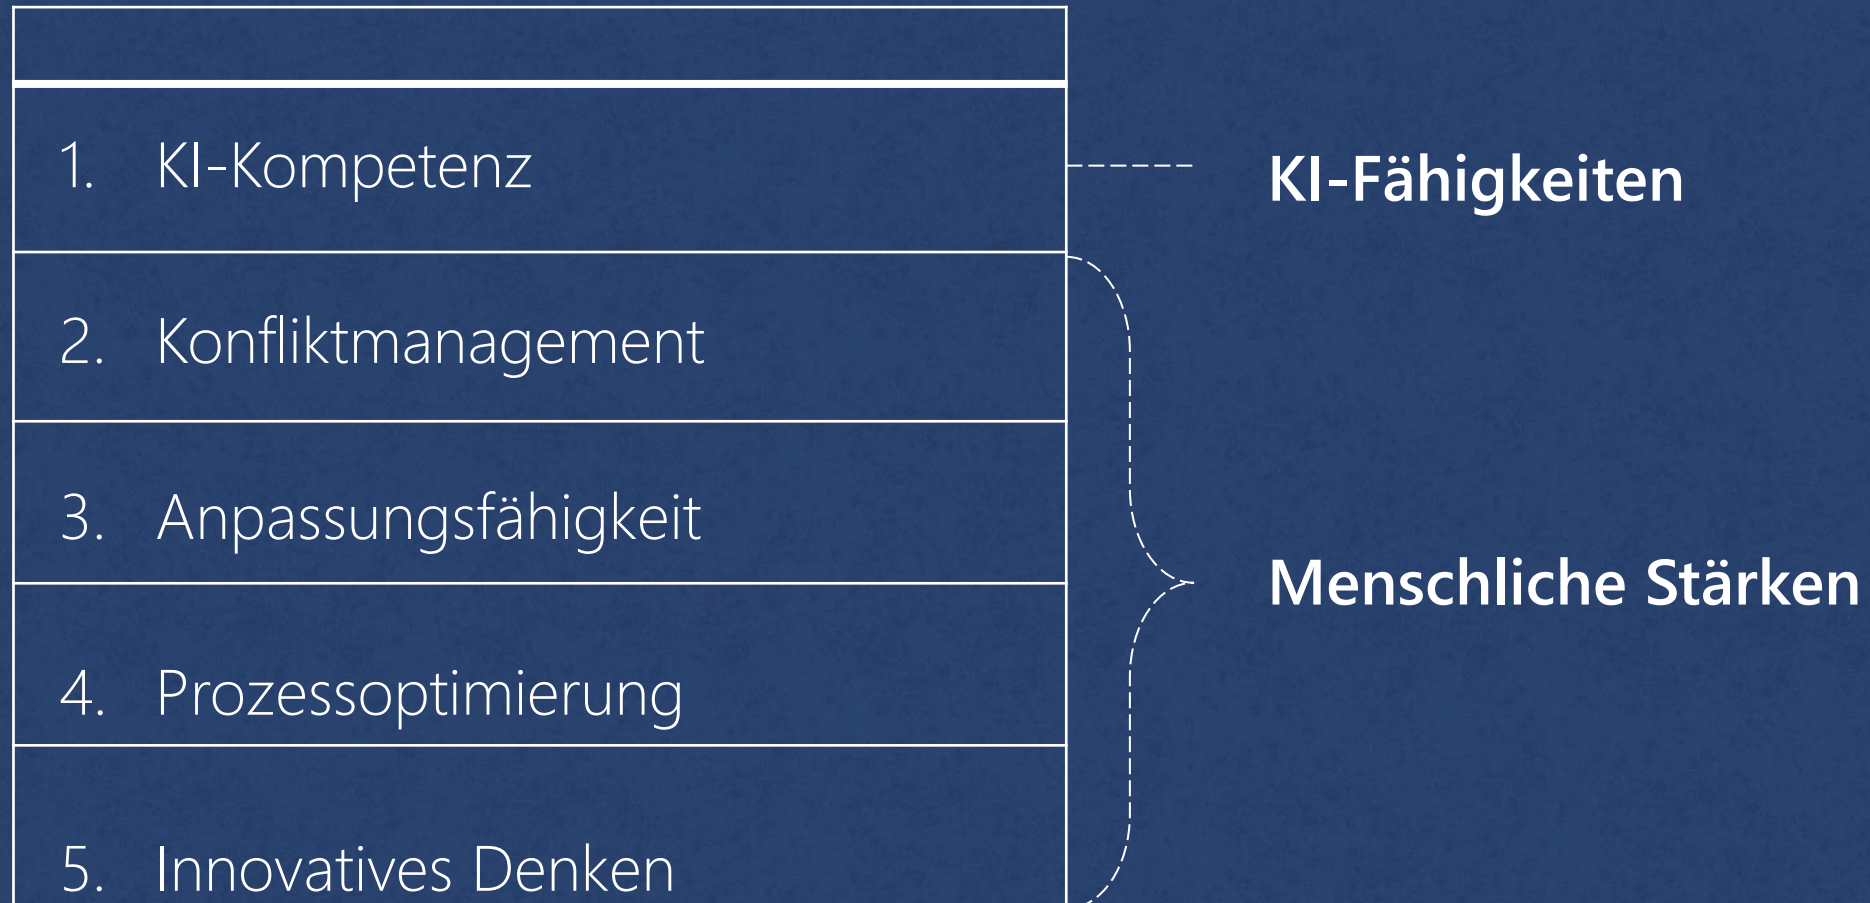 1. KI-Kompetenz
KI-Fähigkeiten
2. Konfliktmanagement
3. Anpassungsfähigkeit
Menschliche Stärken
4. Prozessoptimierung
5. Innovatives Denken